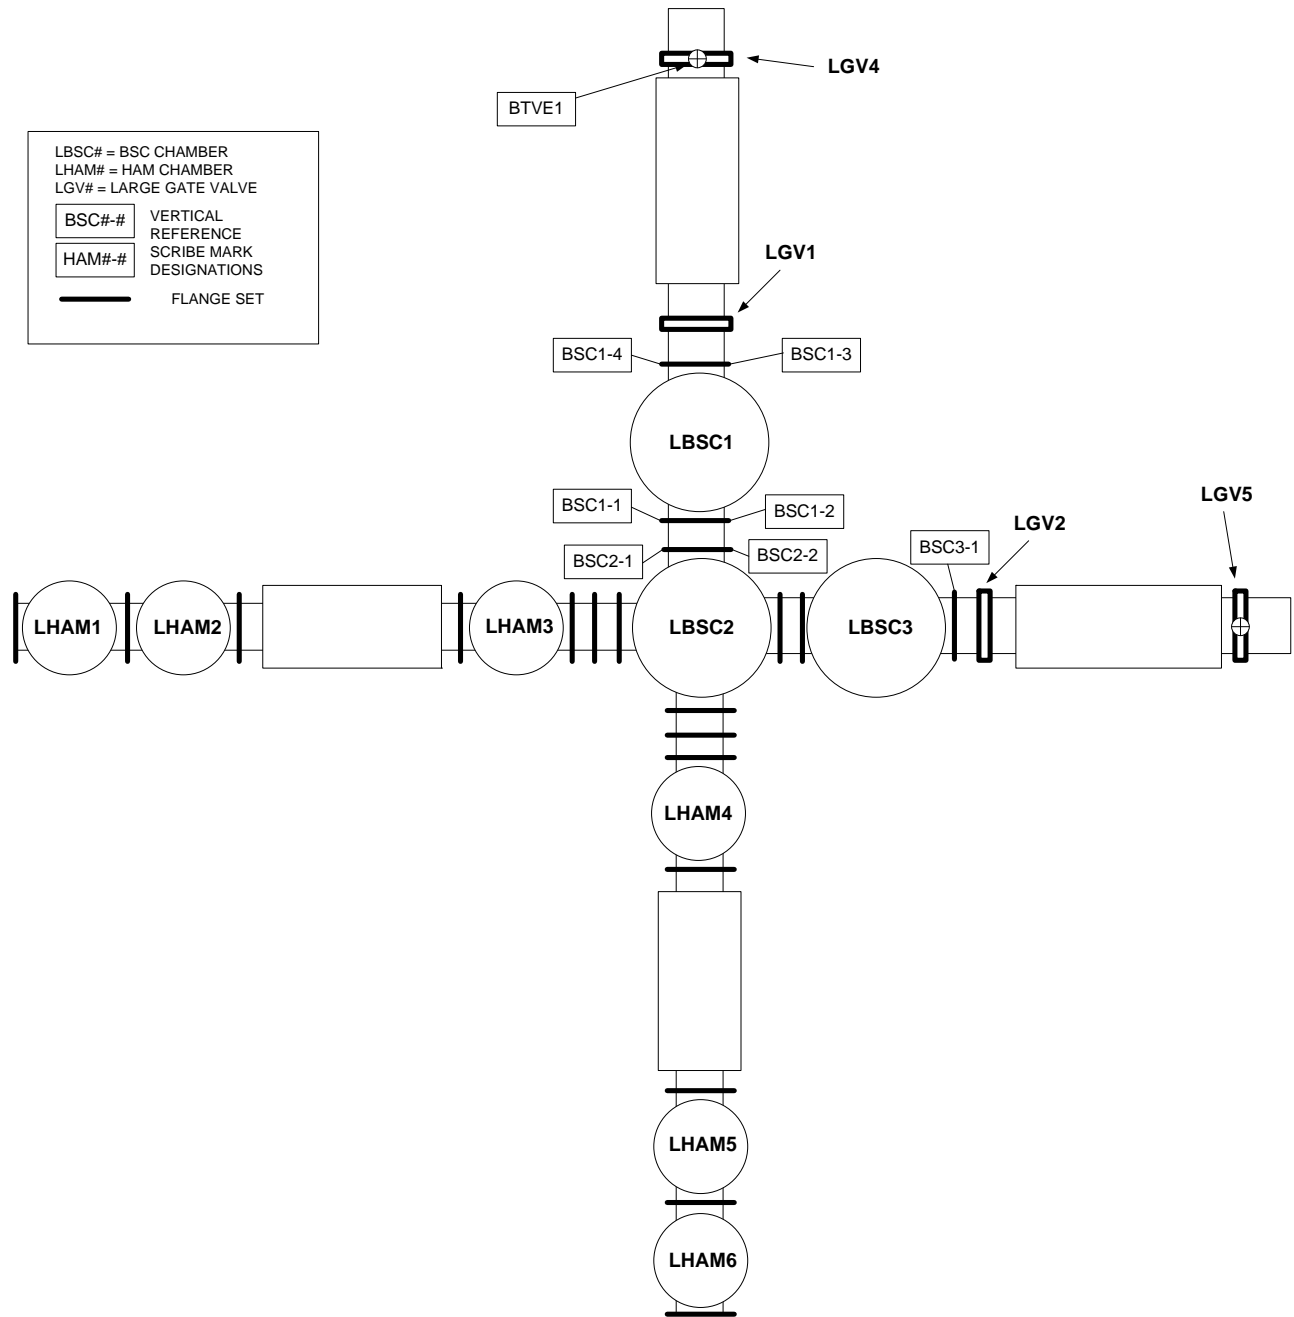 LGV4
BTVE1
LBSC# = BSC CHAMBER
LHAM# = HAM CHAMBER
LGV# = LARGE GATE VALVE
BSC#-#
HAM#-#
VERTICAL
REFERENCE
SCRIBE MARK
DESIGNATIONS
FLANGE SET
LGV1
BSC1-4
BSC1-3
LBSC1
BSC1-1
BSC1-2
BSC2-1
BSC2-2
BSC3-1
LGV2
LGV5
LHAM1
LHAM2
LHAM3
LBSC2
LBSC3
LHAM4
LHAM5
LHAM6